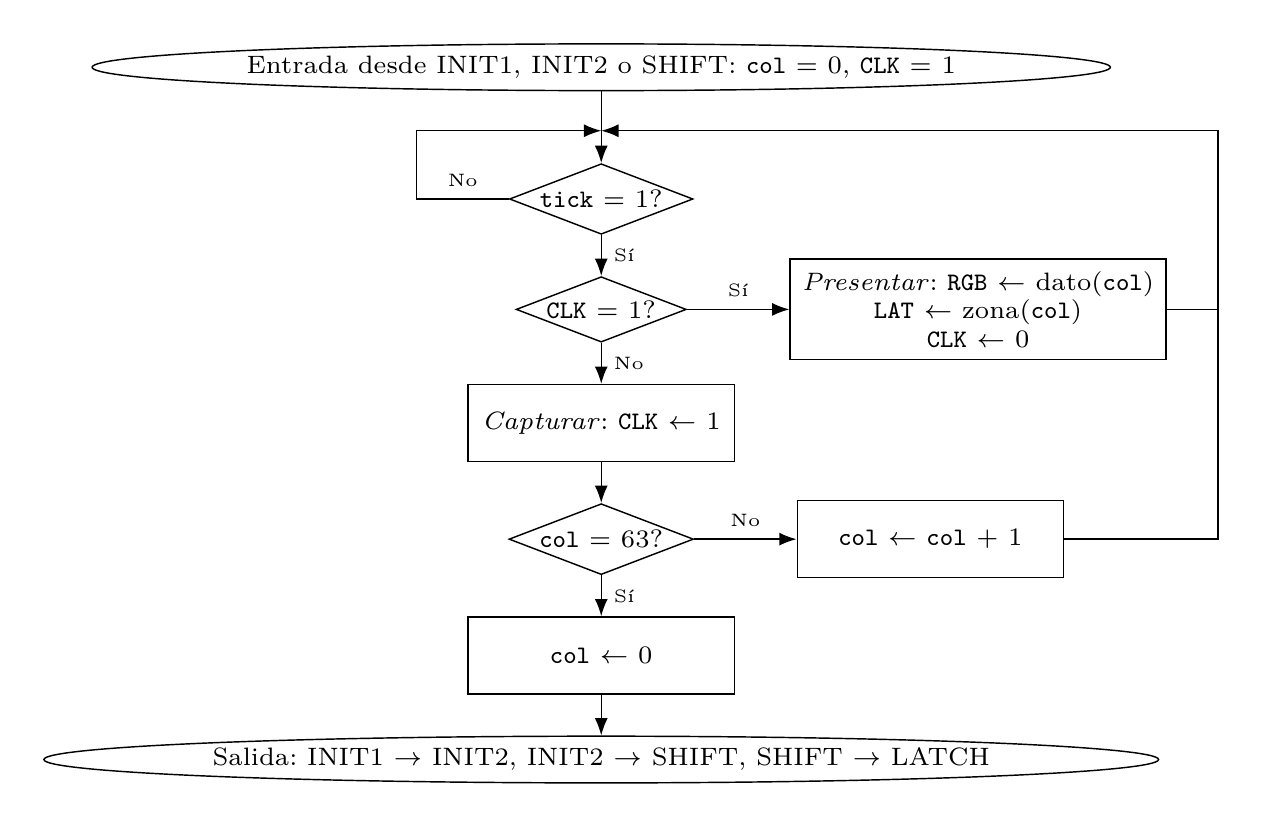 Entrada desde INIT1, INIT2 o SHIFT: col = 0, CLK = 1
No
tick = 1?
Sí
CLK = 1?
Sí
Presentar: RGB ← dato(col)
LAT ← zona(col)
CLK ← 0
No
Capturar: CLK ← 1
col = 63?
No
col ← col + 1
Sí
col ← 0
Salida: INIT1 → INIT2, INIT2 → SHIFT, SHIFT → LATCH